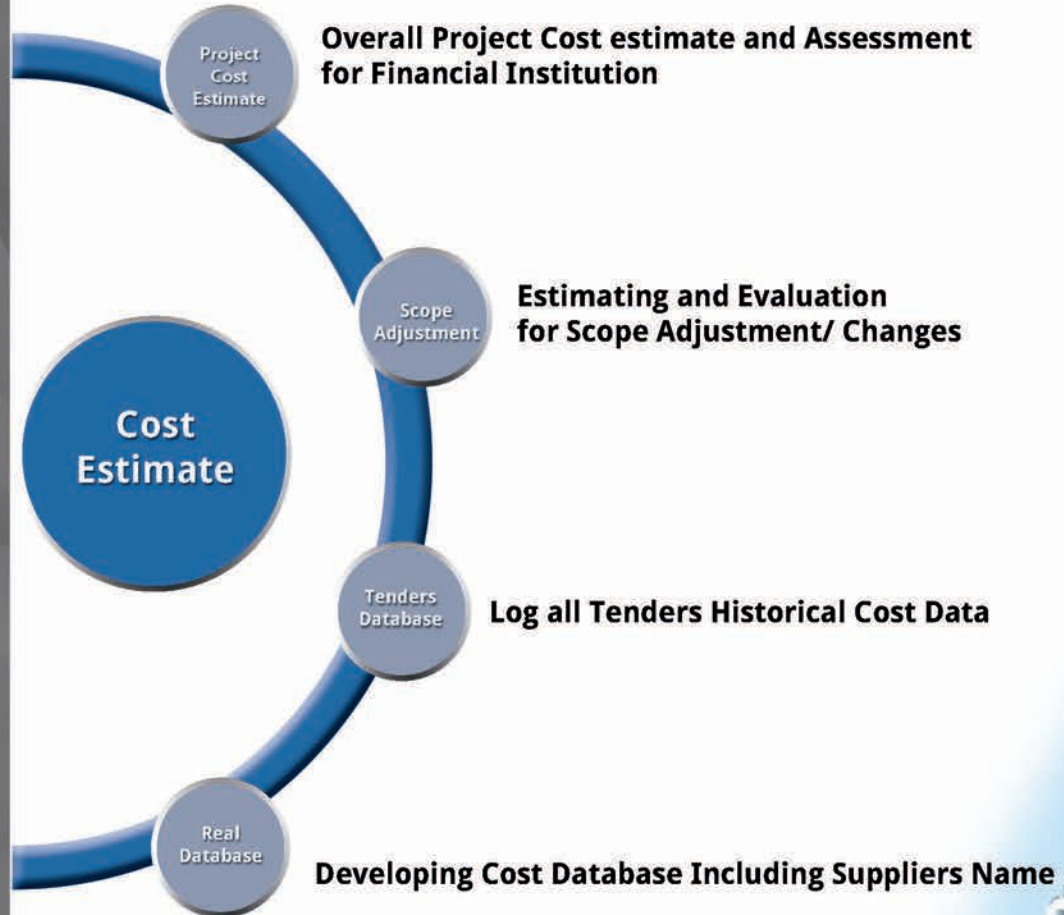 Project
Cost
Estimate
Overall Project Cost estimate and Assessment
for Financial Institution
Scope
Adjustment
Estimating and Evaluation
for Scope Adjustment/ Changes
Cost
Estimate
Tenders
Database
Log all Tenders Historical Cost Data
Real
Database
Developing Cost Database Including Suppliers Name